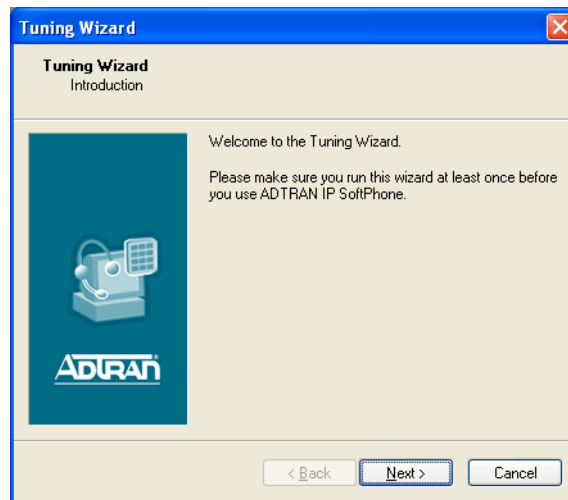 Tuning Wizard
Tuning Wizard
Introduction
Welcome to the Tuning Wizard.
Please make sure you run this wizard at least once before
you use ADTRAN IP SoftPhone.
ADTRAN
< Back
Next >
Cancel